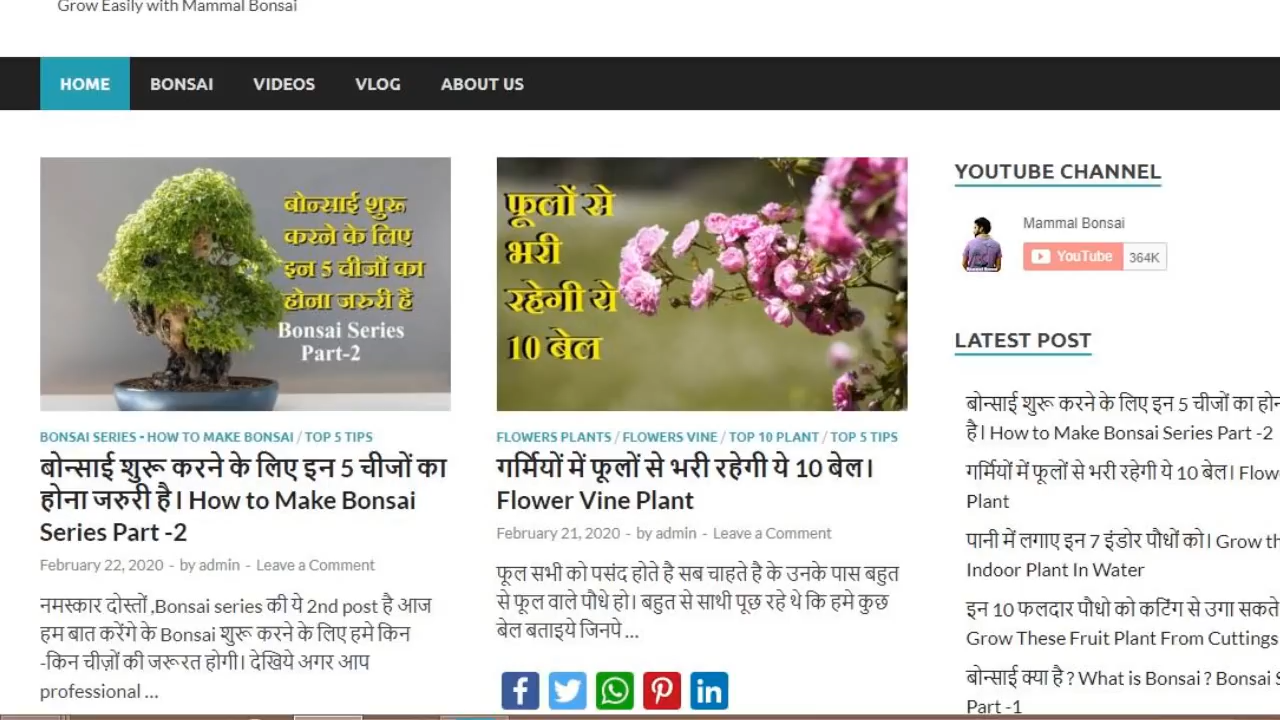 Grow Easily with Mammal Bonsai
HOME BONSAI VIDEOS VLOG ABOUT US
बोन्साई शुरू
करने के लिए
इन 5 चीजों का
होना जरुरी है
Bonsai Series
Part-2
फूलों से
भरी
रहेगी ये
10 बेल
BONSAI SERIES - HOW TO MAKE BONSAI / TOP 5 TIPS
बोन्साई शुरू करने के लिए इन 5 चीजों का
होना जरुरी है। How to Make Bonsai
Series Part -2
February 22, 2020 - by admin - Leave a Comment
नमस्कार दोस्तों ,Bonsai series की ये 2nd post है आज
हम बात करेंगे के Bonsai शुरू करने के लिए हमे किन
-किन चीज़ों की जरूरत होगी। देखिये अगर आप
professional ...
FLOWERS PLANTS / FLOWERS VINE / TOP 10 PLANT / TOP 5 TIPS
गर्मियों में फूलों से भरी रहेगी ये 10 बेल।
Flower Vine Plant
February 21, 2020 - by admin - Leave a Comment
फूल सभी को पसंद होते है सब चाहते है के उनके पास बहुत
से फूल वाले पौधे हो। बहुत से साथी पूछ रहे थे कि हमे कुछ
बेल बताइये जिनपे ...
YOUTUBE CHANNEL
Mammal Bonsai
YouTube 364K
LATEST POST
बोन्साई शुरू करने के लिए इन 5 चीजों का होन
है। How to Make Bonsai Series Part -2
गर्मियों में फूलों से भरी रहेगी ये 10 बेल। Flow
Plant
पानी में लगाए इन 7 इंडोर पौधों को। Grow th
Indoor Plant In Water
इन 10 फलदार पौधो को कटिंग से उगा सकते
Grow These Fruit Plant From Cuttings
बोन्साई क्या है ? What is Bonsai ? Bonsai S
Part -1